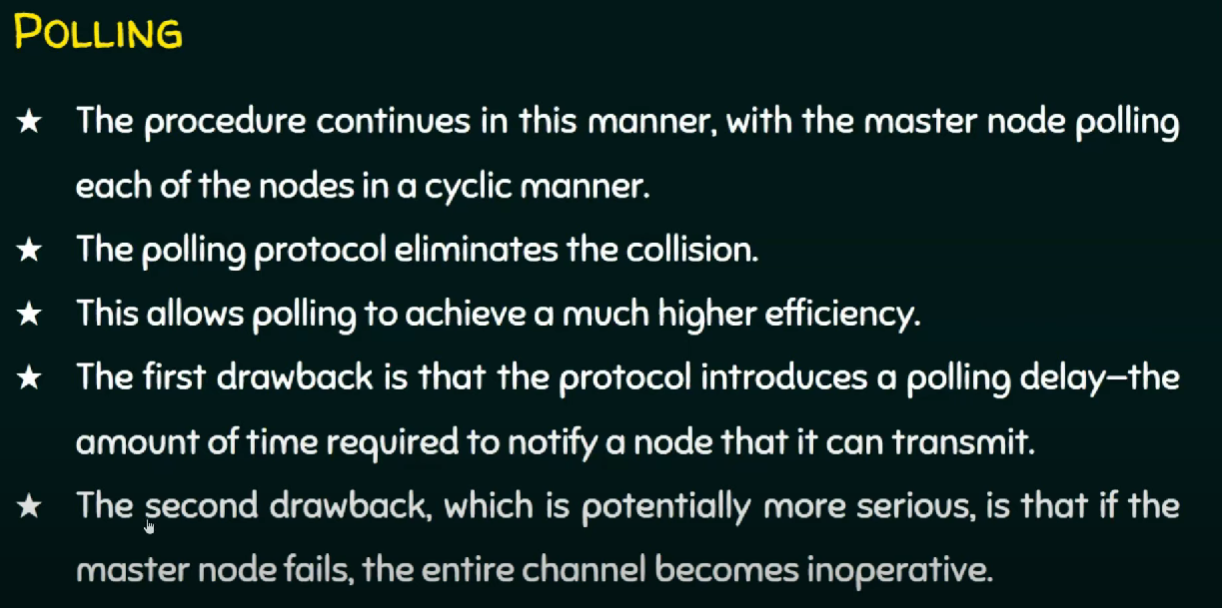 POLLING
★ The procedure continues in this manner, with the master node polling
each of the nodes in a cyclic manner.
★ The polling protocol eliminates the collision.
★ This allows polling to achieve a much higher efficiency.
★ The first drawback is that the protocol introduces a polling delay—the
amount of time required to notify a node that it can transmit.
★ The second drawback, which is potentially more serious, is that if the
master node fails, the entire channel becomes inoperative.